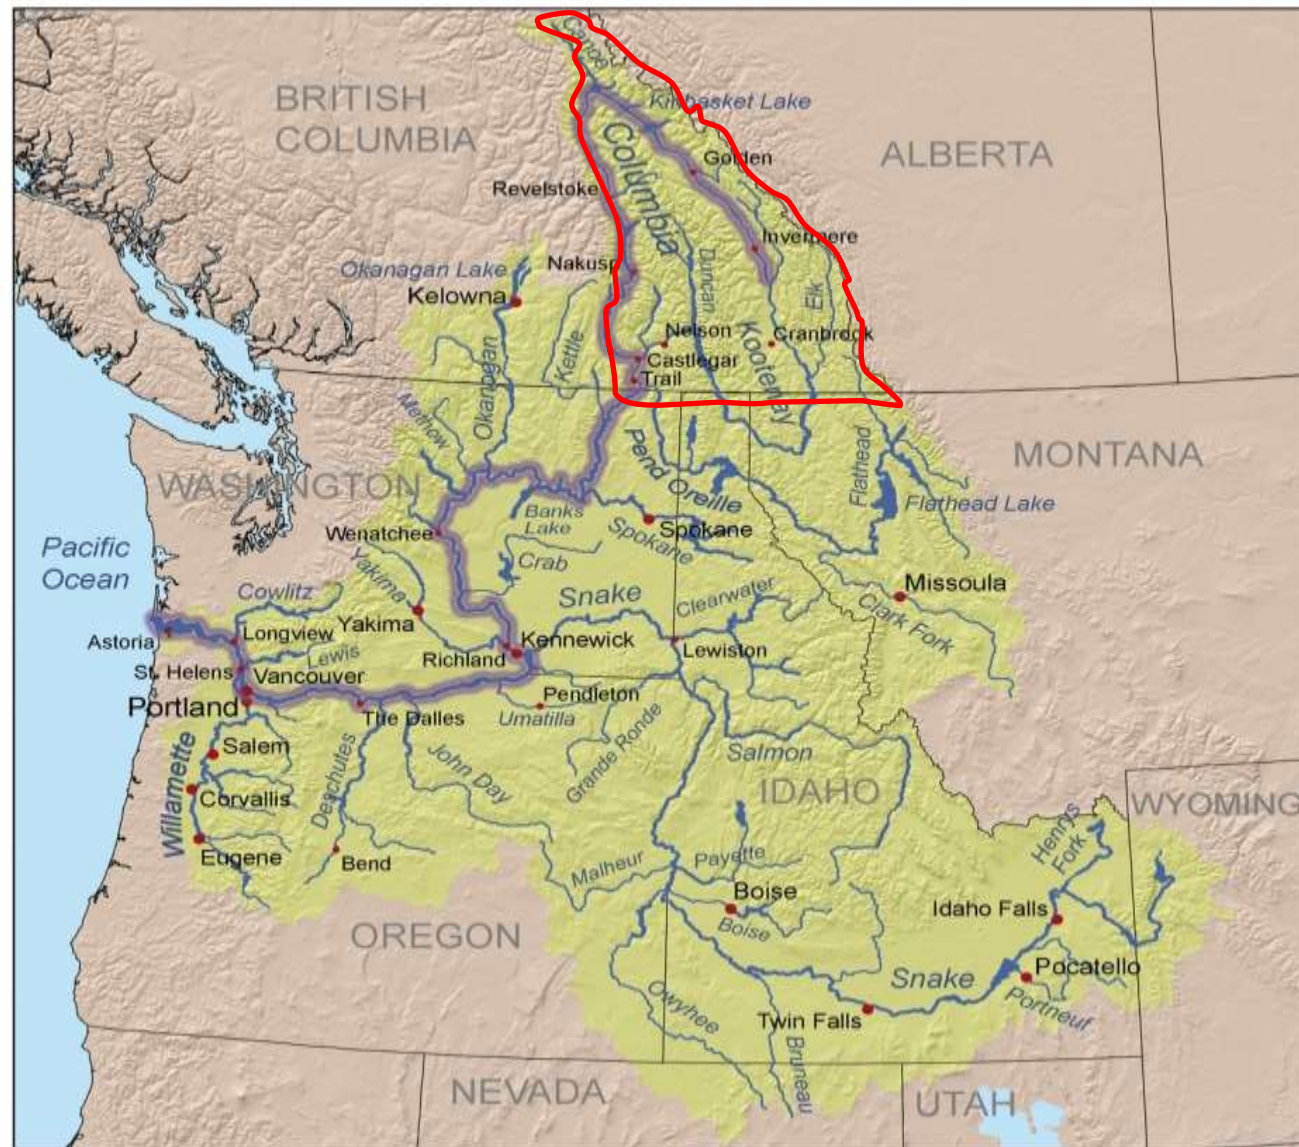 Canoe
BRITISH
COLUMBIA
Kinbasket Lake
Columbia
Golden
ALBERTA
Revelstoke
Invermere
Nakusp
Okanagan Lake
Kelowna
Duncan
Elk
Kettle
Okanogan
Nelson
Kootenay
Cranbrook
Castlegar
Trail
Methow
Pend Oreille
Flathead
MONTANA
WASHINGTON
Flathead Lake
Banks
Lake
Spokane
Spokane
Wenatchee
Pacific
Ocean
Crab
Yakima
Cowlitz
Snake
Clearwater
Missoula
Clark Fork
Astoria
Longview
Yakima
Kennewick
Lewiston
Lewis
Richland
St. Helens
Vancouver
Portland
The Dalles
Pendleton
Umatilla
Grande Ronde
Salmon
Salem
Willamette
Deschutes
John Day
IDAHO
WYOMING
Corvallis
Eugene
Bend
Malheur
Payette
Henrys
Fork
Boise
Boise
Idaho Falls
OREGON
Snake
Pocatello
Portneuf
Owyhee
Twin Falls
Bruneau
NEVADA
UTAH